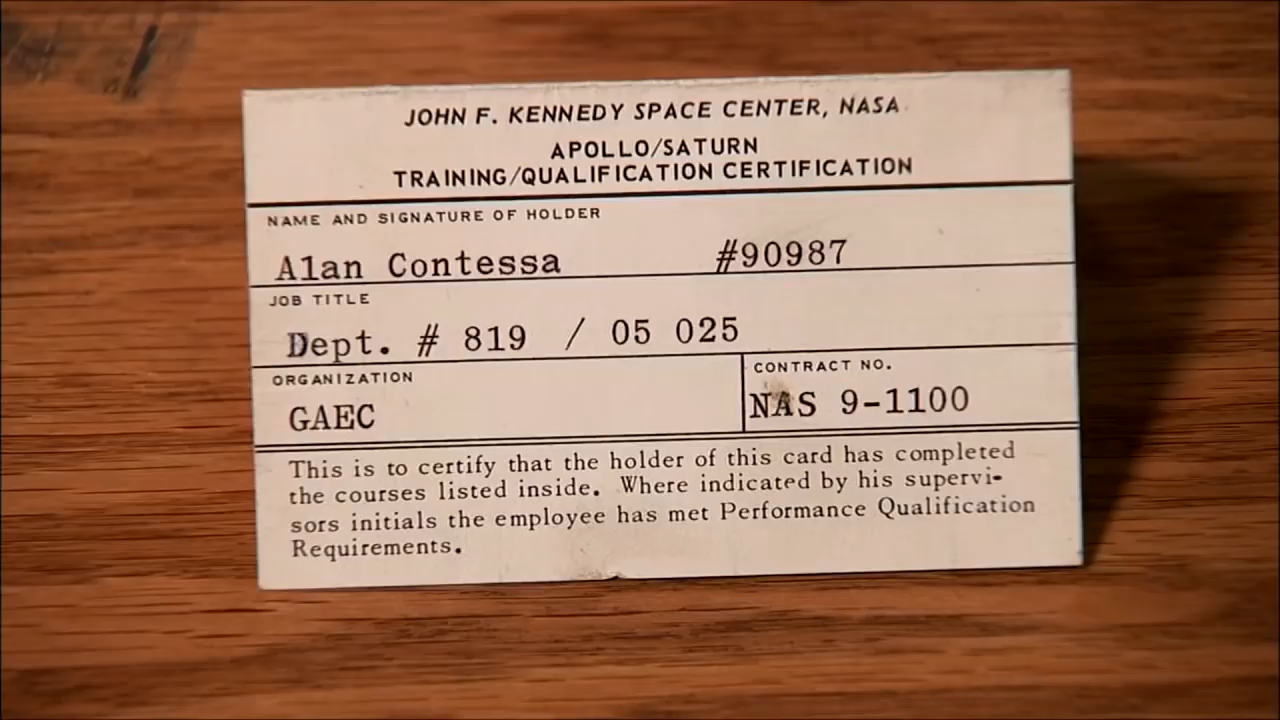 JOHN F. KENNEDY SPACE CENTER, NASA
APOLLO/SATURN
TRAINING/QUALIFICATION CERTIFICATION
NAME AND SIGNATURE OF HOLDER
Alan Contessa #90987
JOB TITLE
Dept. # 819 / 05 025
ORGANIZATION CONTRACT NO.
GAEC NAS 9-1100
This is to certify that the holder of this card has completed
the courses listed inside. Where indicated by his supervi-
sors initials the employee has met Performance Qualification
Requirements.